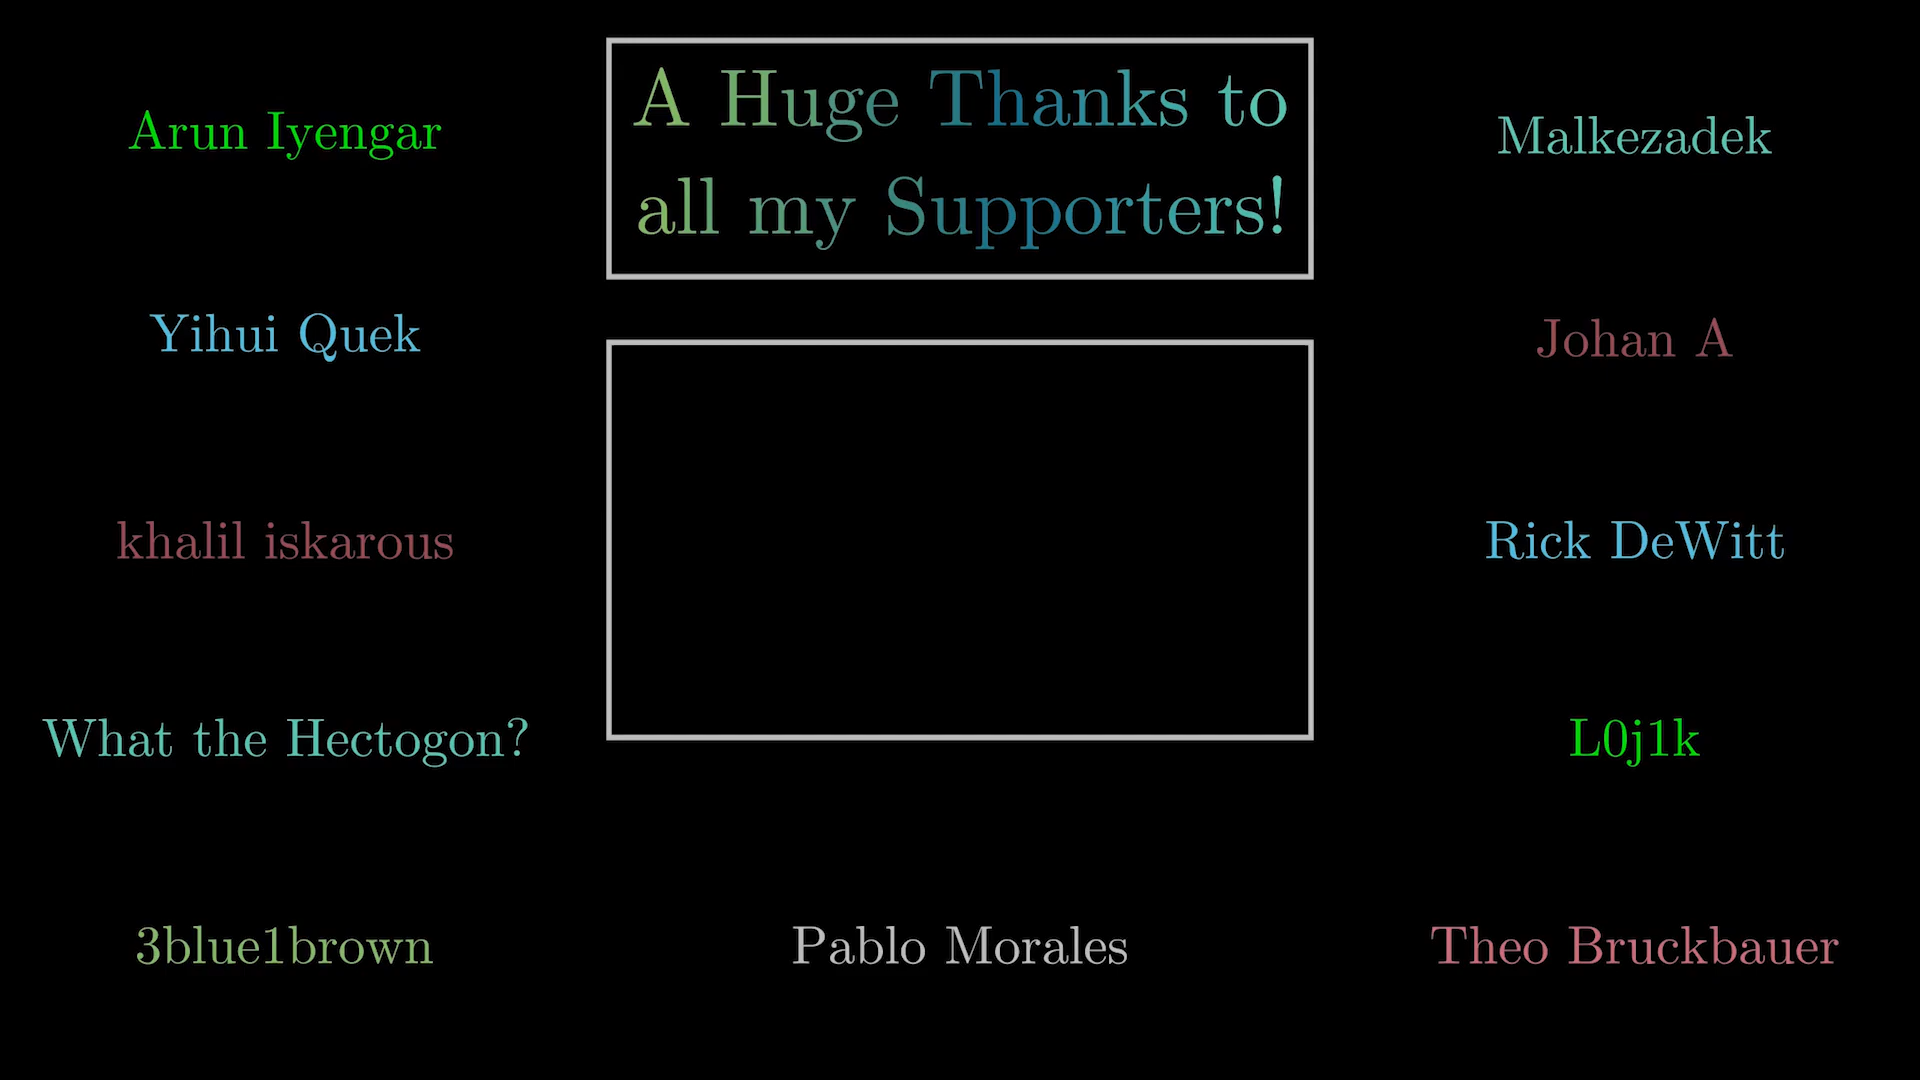 A Huge Thanks to
all my Supporters!
Arun Iyengar
Malkezadek
Yihui Quek
Johan A
khalil iskarous
Rick DeWitt
What the Hectogon?
L0j1k
3blue1brown
Pablo Morales
Theo Bruckbauer